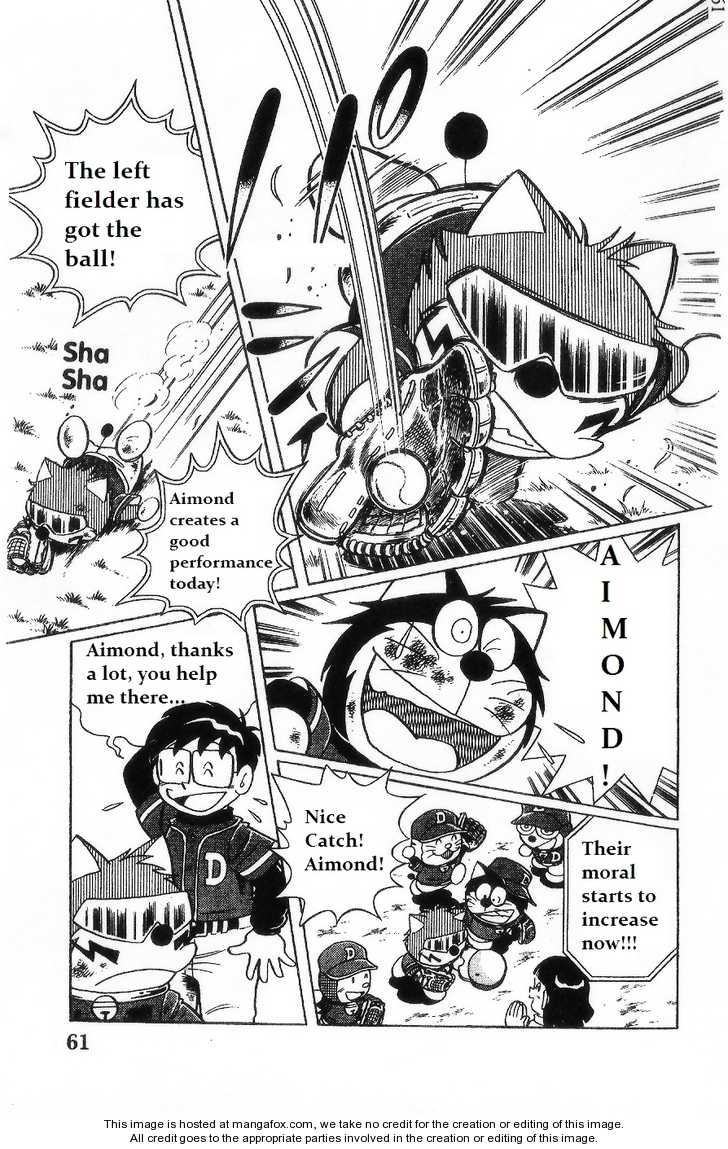 61
The left
fielder has
got the
ball!
Sha
Sha
Aimond
creates a
good
performance
today!
A
I
M
O
N
D
!
Aimond, thanks
a lot, you help
me there...
D
Nice
Catch!
Aimond!
D
D
D
Their
moral
starts to
increase
now!!!
61
This image is hosted at mangafox.com, we take no credit for the creation or editing of this image.
All credit goes to the appropriate parties involved in the creation or editing of this image.